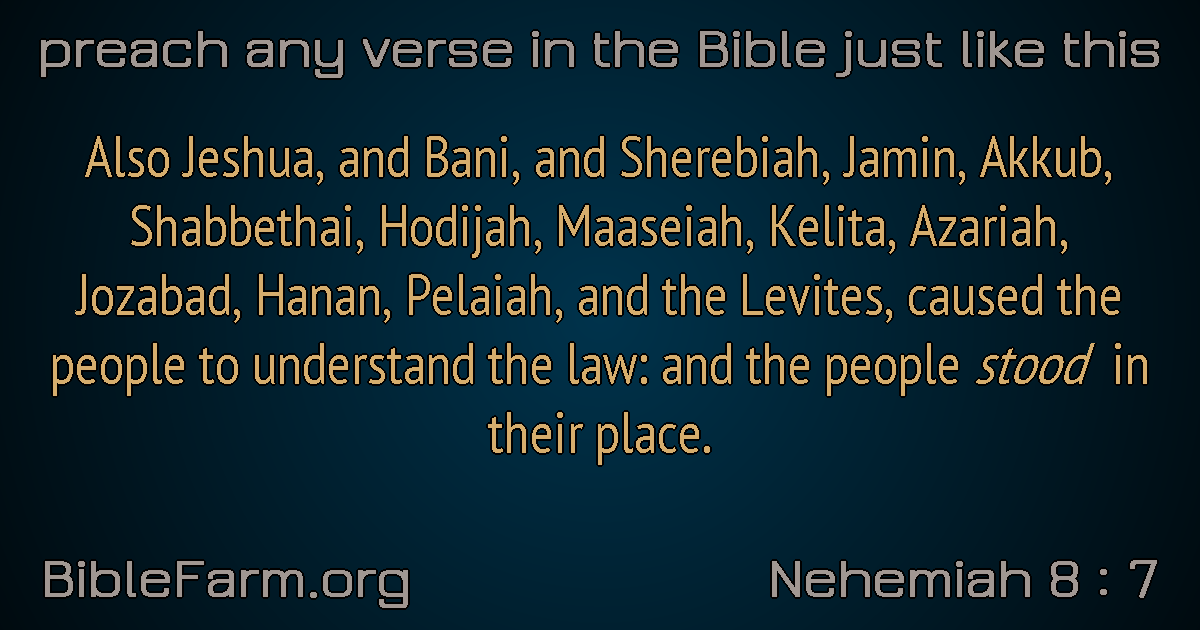 preach any verse in the Bible just like this
Also Jeshua, and Bani, and Sherebiah, Jamin, Akkub,
Shabbethai, Hodijah, Maaseiah, Kelita, Azariah,
Jozabad, Hanan, Pelaiah, and the Levites, caused the
people to understand the law: and the people stood in
their place.
BibleFarm.org
Nehemiah 8 : 7